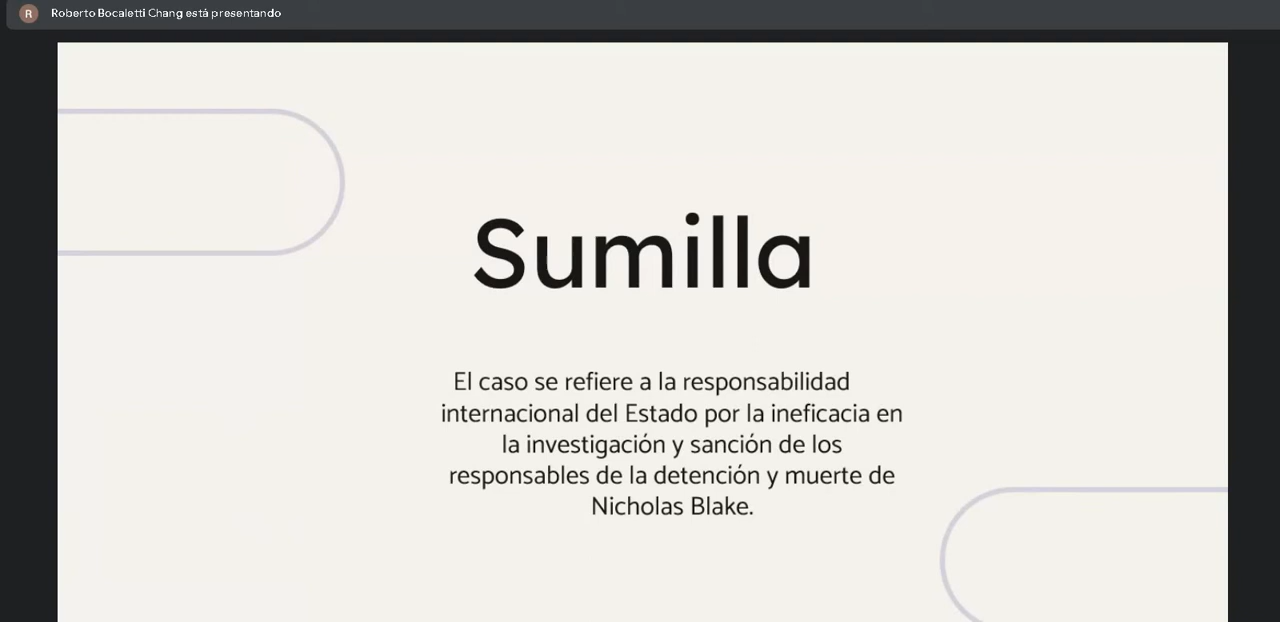 R Roberto Bocaletti Chang está presentando
Sumilla
El caso se refiere a la responsabilidad
internacional del Estado por la ineficacia en
la investigación y sanción de los
responsables de la detención y muerte de
Nicholas Blake.